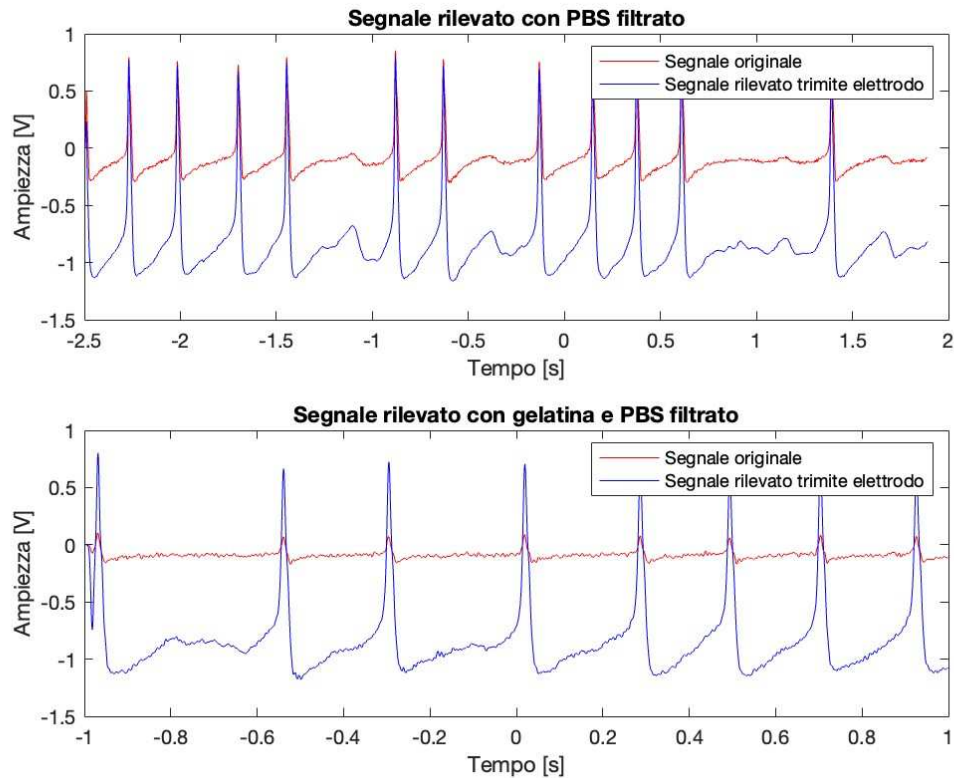 Segnale rilevato con PBS filtrato
1
0.5
0
-0.5
-1
-1.5
Ampiezza [V]
Segnale originale
Segnale rilevato trimite elettrodo
-2.5 -2 -1.5 -1 -0.5 0 0.5 1 1.5 2
Tempo [s]
Segnale rilevato con gelatina e PBS filtrato
1
0.5
0
-0.5
-1
-1.5
Ampiezza [V]
Segnale originale
Segnale rilevato trimite elettrodo
-1 -0.8 -0.6 -0.4 -0.2 0 0.2 0.4 0.6 0.8 1
Tempo [s]